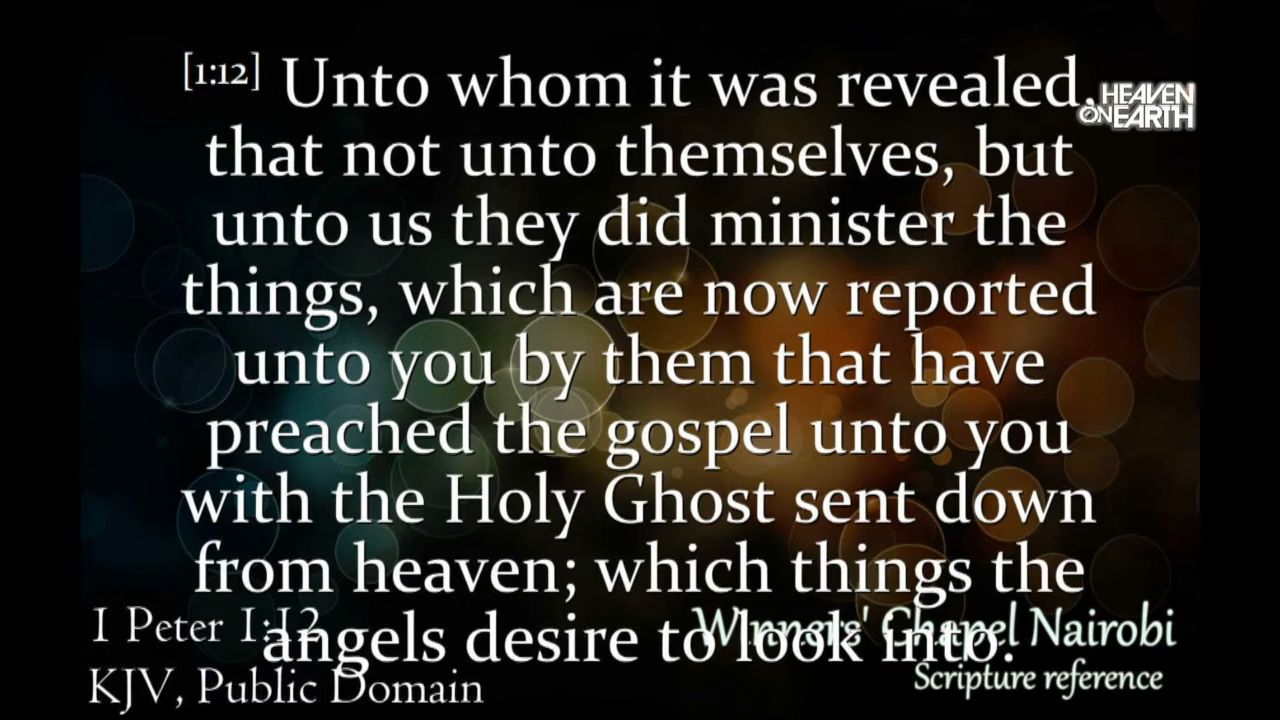 [1:12] Unto whom it was revealed,
that not unto themselves, but
unto us they did minister the
things, which are now reported
unto you by them that have
preached the gospel unto you
with the Holy Ghost sent down
from heaven; which things the
angels desire to look into.
HEAVEN
ON EARTH
1 Peter 1:12
KJV, Public Domain
Winners' Chapel Nairobi
Scripture reference